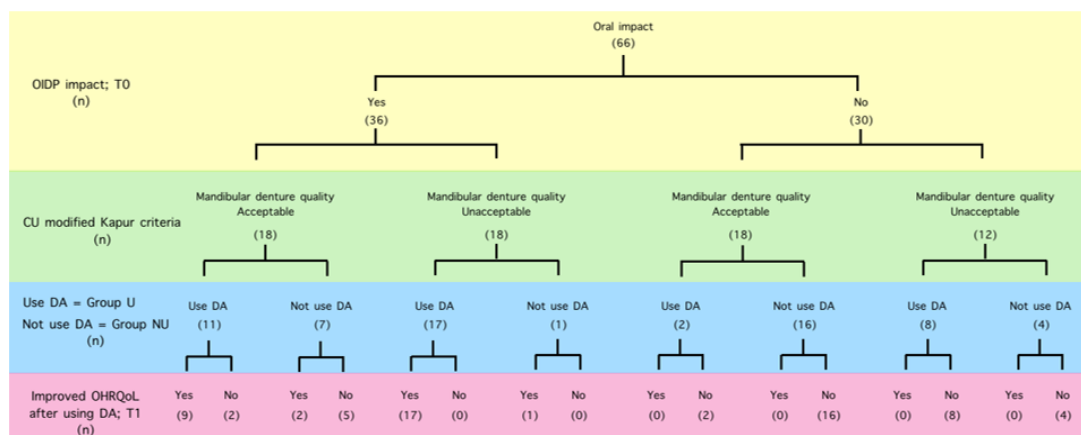 Oral impact
(66)
OIDP impact; T0
(n)
Yes
(36)
No
(30)
CU modified Kapur criteria
(n)
Mandibular denture quality
Acceptable
(18)
Mandibular denture quality
Unacceptable
(18)
Mandibular denture quality
Acceptable
(18)
Mandibular denture quality
Unacceptable
(12)
Use DA = Group U
Not use DA = Group NU
(n)
Use DA
(11)
Not use DA
(7)
Use DA
(17)
Not use DA
(1)
Use DA
(2)
Not use DA
(16)
Use DA
(8)
Not use DA
(4)
Improved OHRQoL
after using DA; T1
(n)
Yes
(9)
No
(2)
Yes
(2)
No
(5)
Yes
(17)
No
(0)
Yes
(1)
No
(0)
Yes
(0)
No
(2)
Yes
(0)
No
(16)
Yes
(0)
No
(8)
Yes
(0)
No
(4)